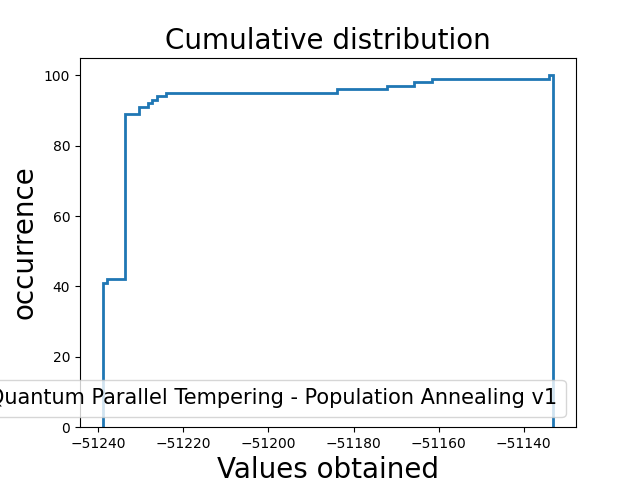 Cumulative distribution
occurrence
100
80
60
40
20
0
Quantum Parallel Tempering - Population Annealing v1
−51240 −51220 −51200 −51180 −51160 −51140
Values obtained